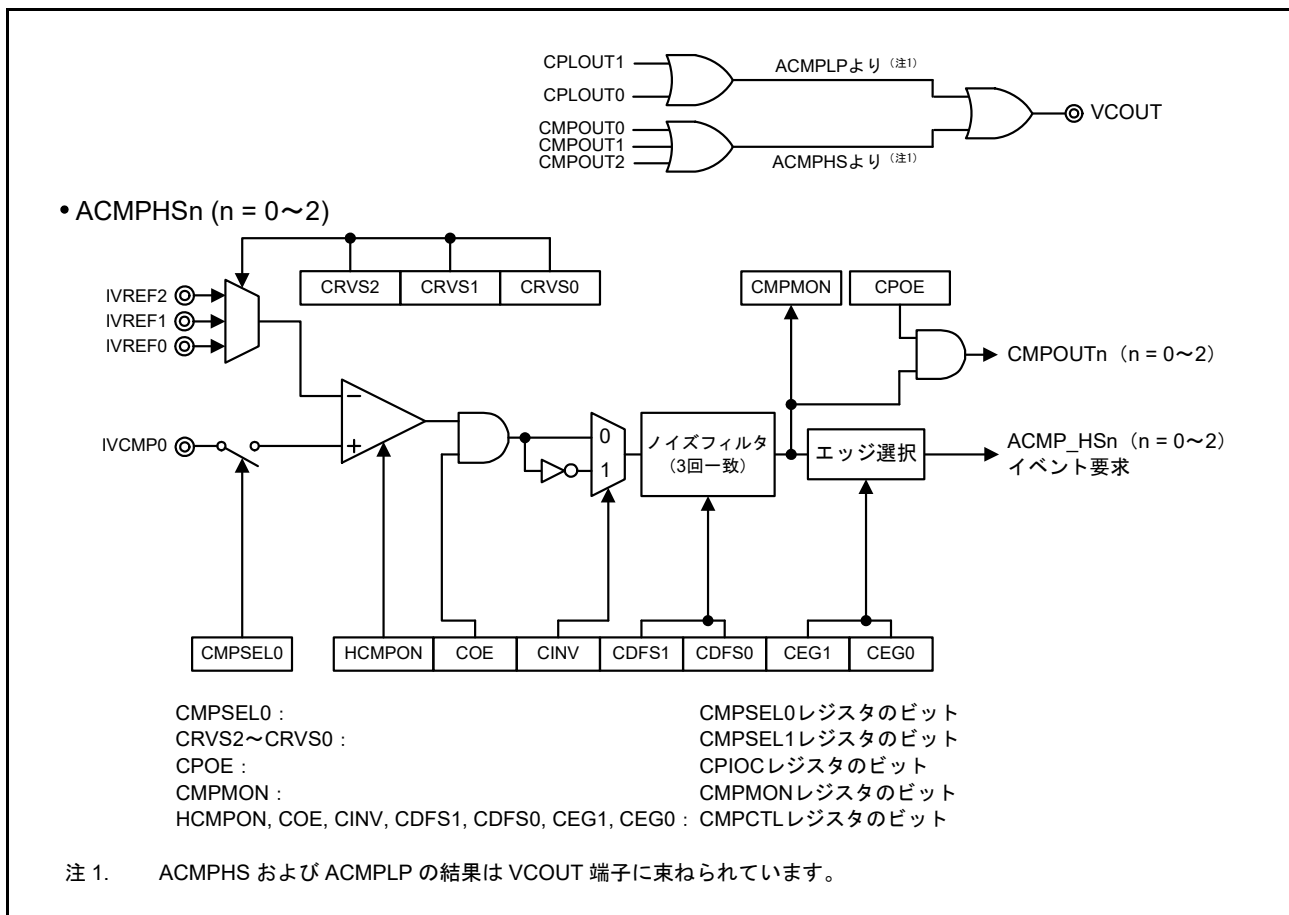 CPLOUT1
CPLOUT0
ACMPLPより (注1)
CMPOUT0
CMPOUT1
CMPOUT2
ACMPHSより (注1)
VCOUT
• ACMPHSn (n = 0～2)
IVREF2
IVREF1
IVREF0
CRVS2 CRVS1 CRVS0
CMPMON CPOE
CMPOUTn（n = 0～2）
IVCMP0
−
+
0
1
ノイズフィルタ
（3回一致）
エッジ選択
ACMP_HSn（n = 0～2）
イベント要求
CMPSEL0 HCMPON COE CINV CDFS1 CDFS0 CEG1 CEG0
CMPSEL0： CMPSEL0レジスタのビット
CRVS2～CRVS0： CMPSEL1レジスタのビット
CPOE： CPIOCレジスタのビット
CMPMON： CMPMONレジスタのビット
HCMPON, COE, CINV, CDFS1, CDFS0, CEG1, CEG0： CMPCTLレジスタのビット
注 1. ACMPHS および ACMPLP の結果は VCOUT 端子に束ねられています。